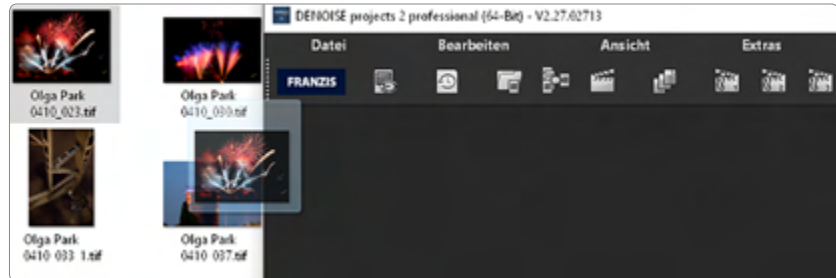 DENOISE projects 2 professional (64-Bit) - V2.27.02713
Datei Bearbeiten Ansicht Extras
FRANZIS
Olga Park
0410_023.tif
Olga Park
0410_030.tif
Olga Park
0410 033 1.tif
Olga Park
0410 037.tif